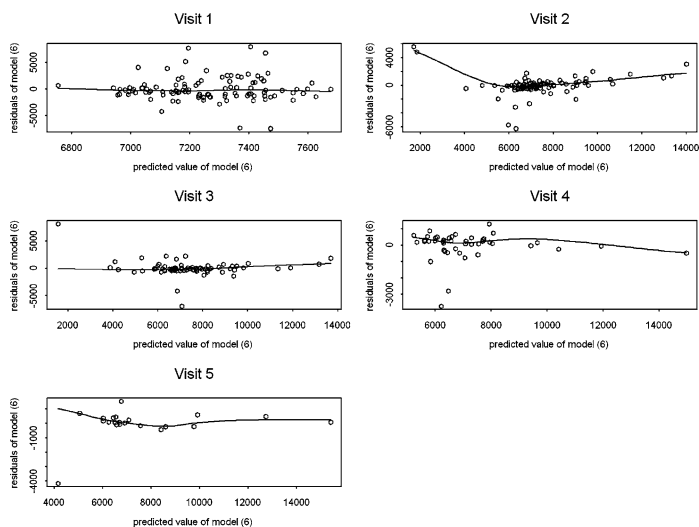 Visit 1
residuals of model (6)
-5000 0 5000
6800 7000 7200 7400 7600
predicted value of model (6)
Visit 2
residuals of model (6)
-6000 0 4000
2000 4000 6000 8000 10000 12000 14000
predicted value of model (6)
Visit 3
residuals of model (6)
-5000 0 5000
2000 4000 6000 8000 10000 12000 14000
predicted value of model (6)
Visit 4
residuals of model (6)
-3000 0
6000 8000 10000 12000 14000
predicted value of model (6)
Visit 5
residuals of model (6)
-4000 -1000
4000 6000 8000 10000 12000 14000
predicted value of model (6)